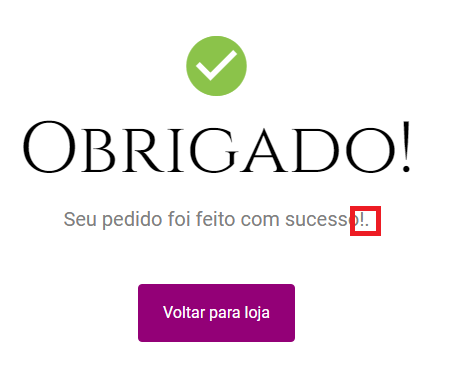 Obrigado!
Seu pedido foi feito com sucesso!.
Voltar para loja